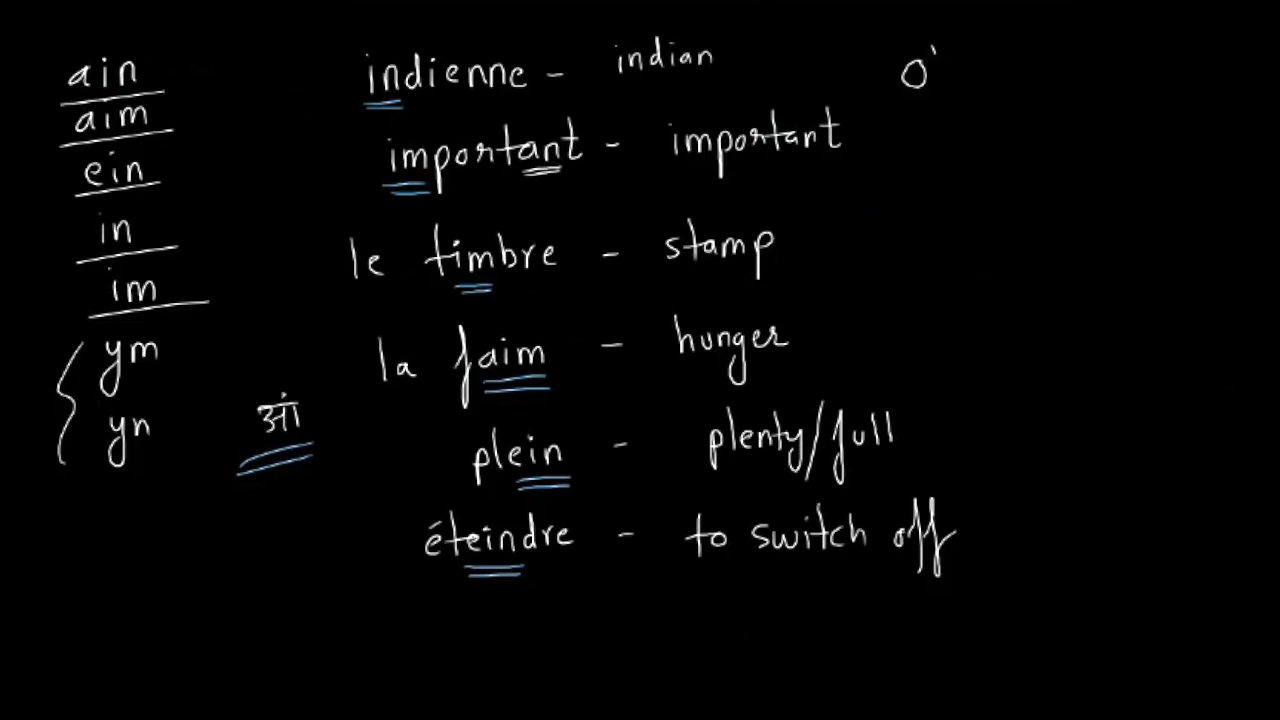 ain
aim
ein
in
im
ym
yn
आं
indienne - indian
important - important
le timbre - stamp
la faim - hunger
plein - plenty/full
éteindre - to switch off
o'